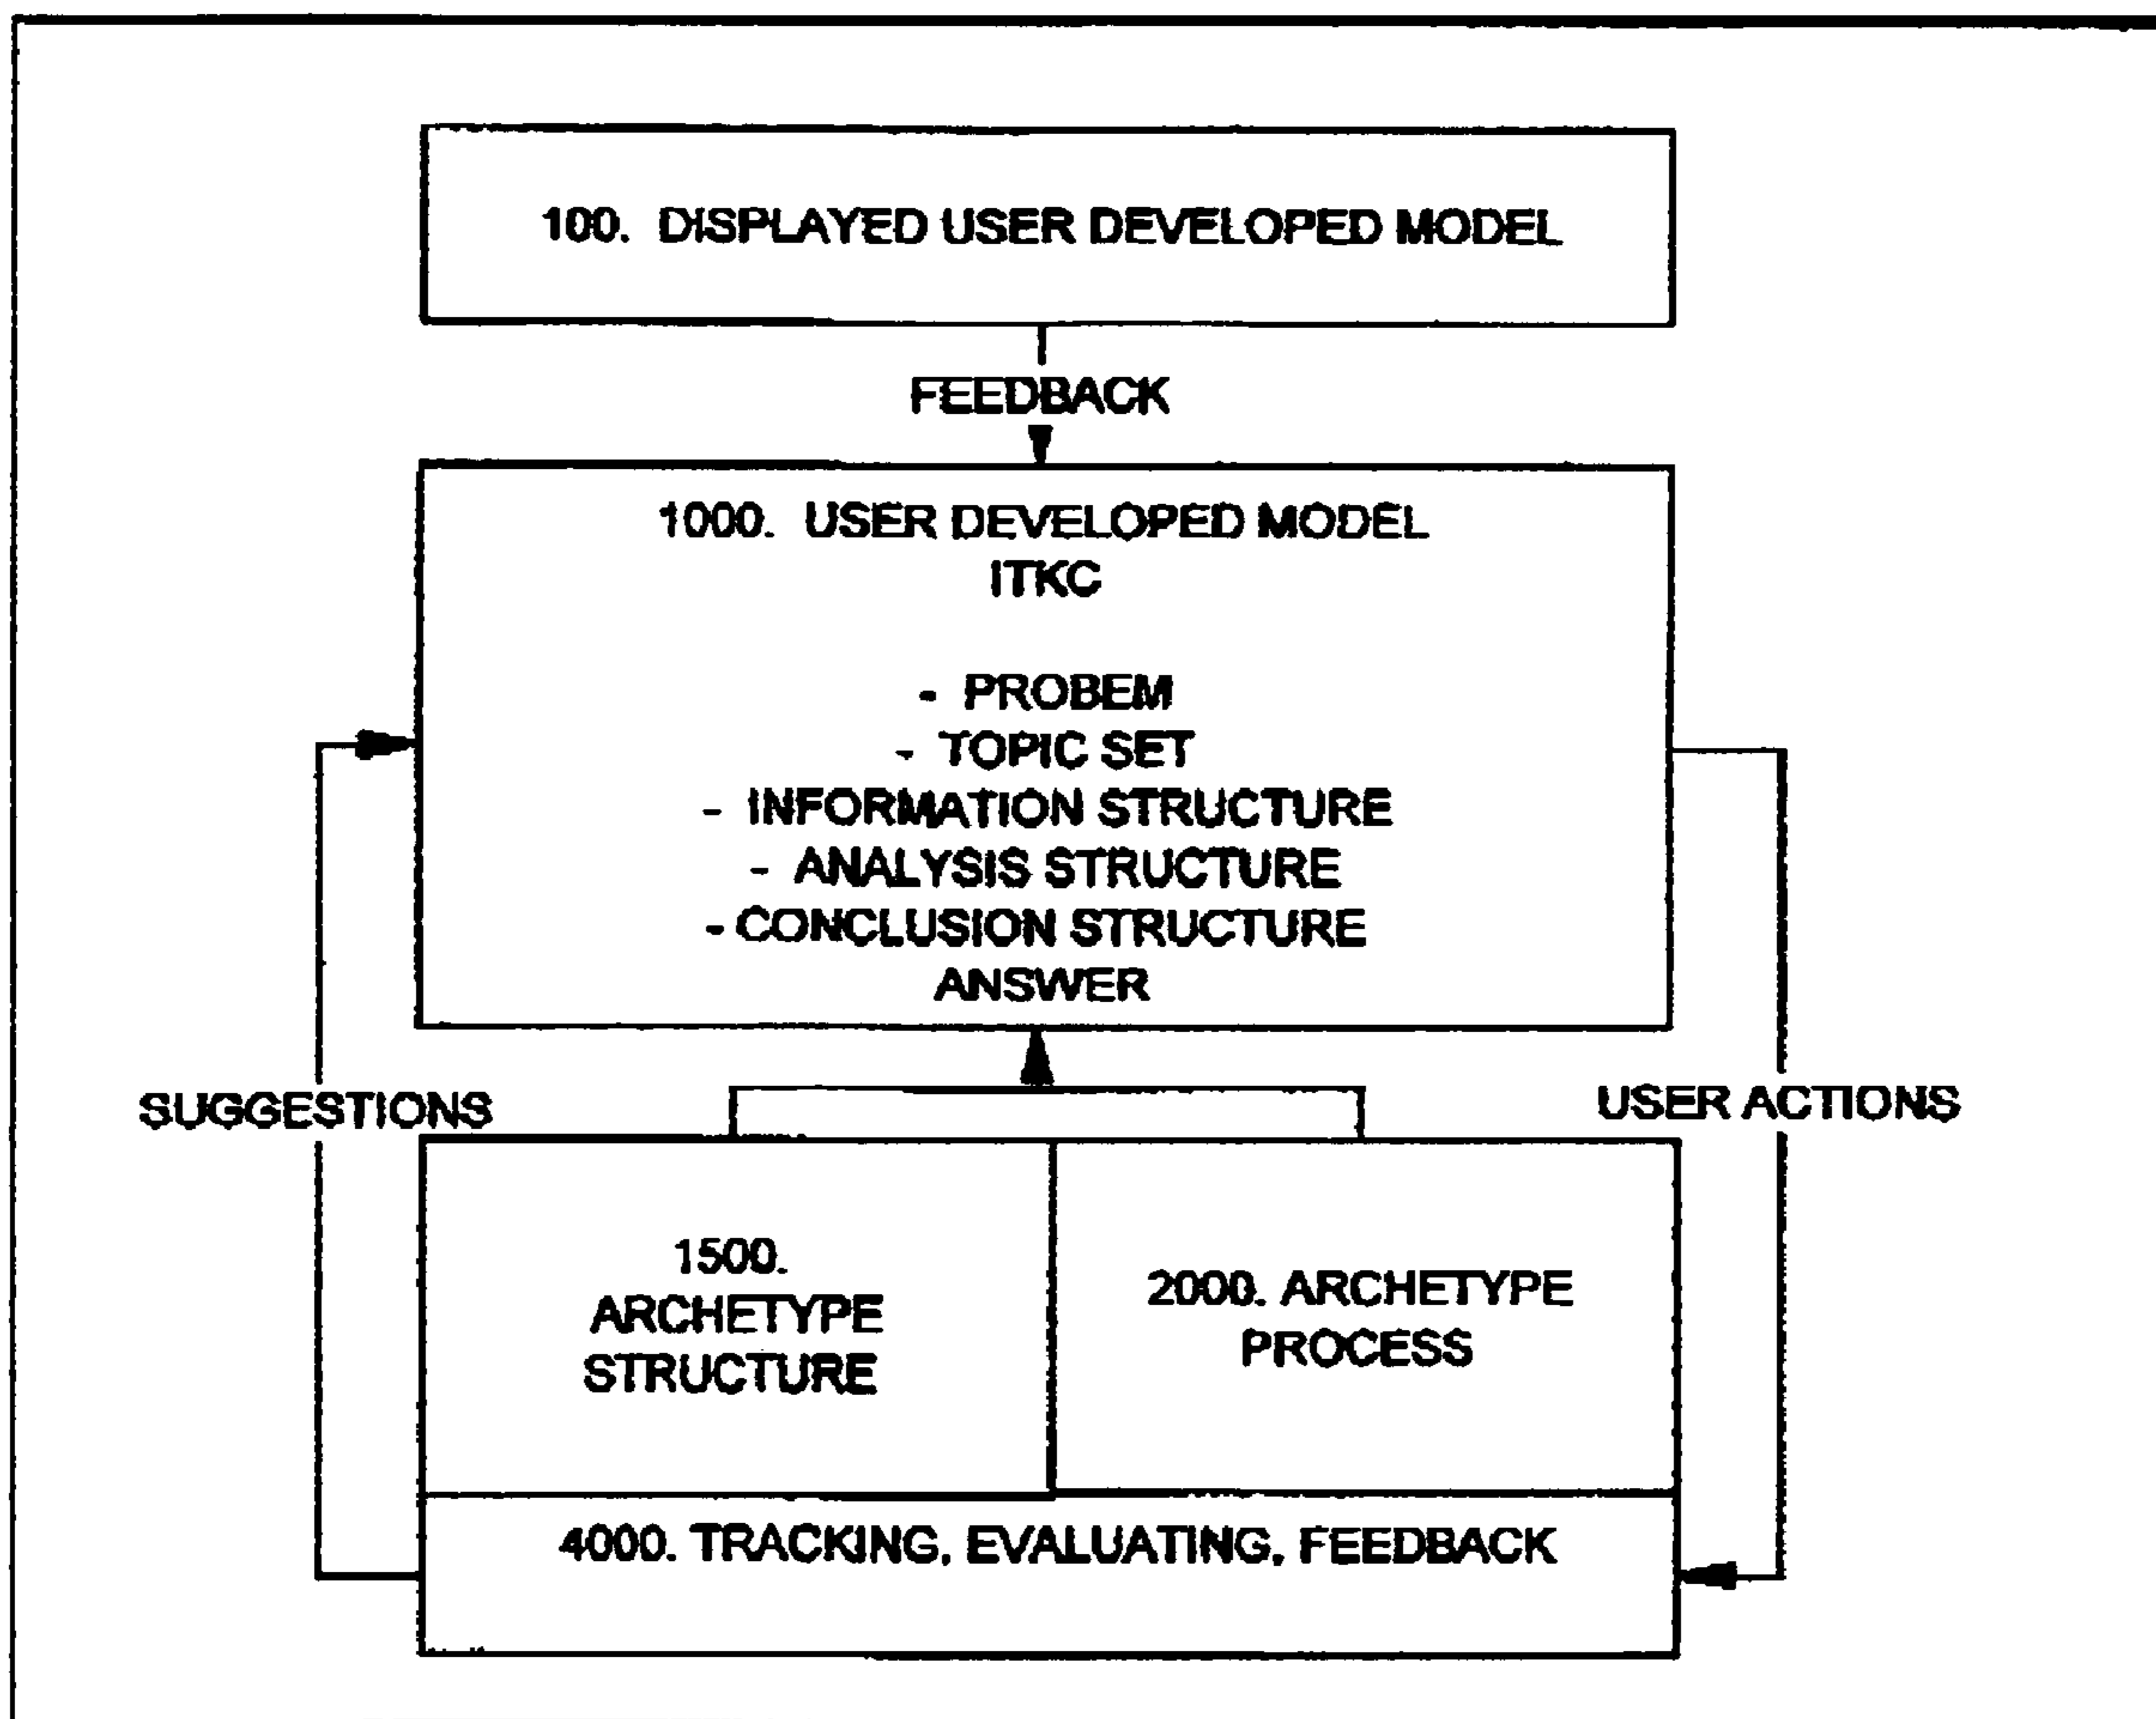 100. DISPLAYED USER DEVELOPED MODEL
FEEDBACK
1000. USER DEVELOPED MODEL
ITKC
- PROBEM
- TOPIC SET
- INFORMATION STRUCTURE
- ANALYSIS STRUCTURE
- CONCLUSION STRUCTURE
ANSWER
SUGGESTIONS
USER ACTIONS
1500.
ARCHETYPE
STRUCTURE
2000. ARCHETYPE
PROCESS
4000. TRACKING, EVALUATING, FEEDBACK